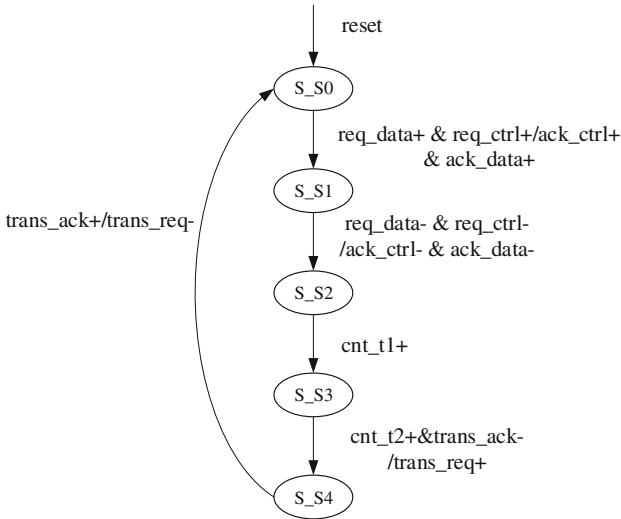 reset
S_S0
req_data+ & req_ctrl+/ack_ctrl+
& ack_data+
S_S1
trans_ack+/trans_req-
req_data- & req_ctrl-
/ack_ctrl- & ack_data-
S_S2
cnt_t1+
S_S3
cnt_t2+&trans_ack-
/trans_req+
S_S4